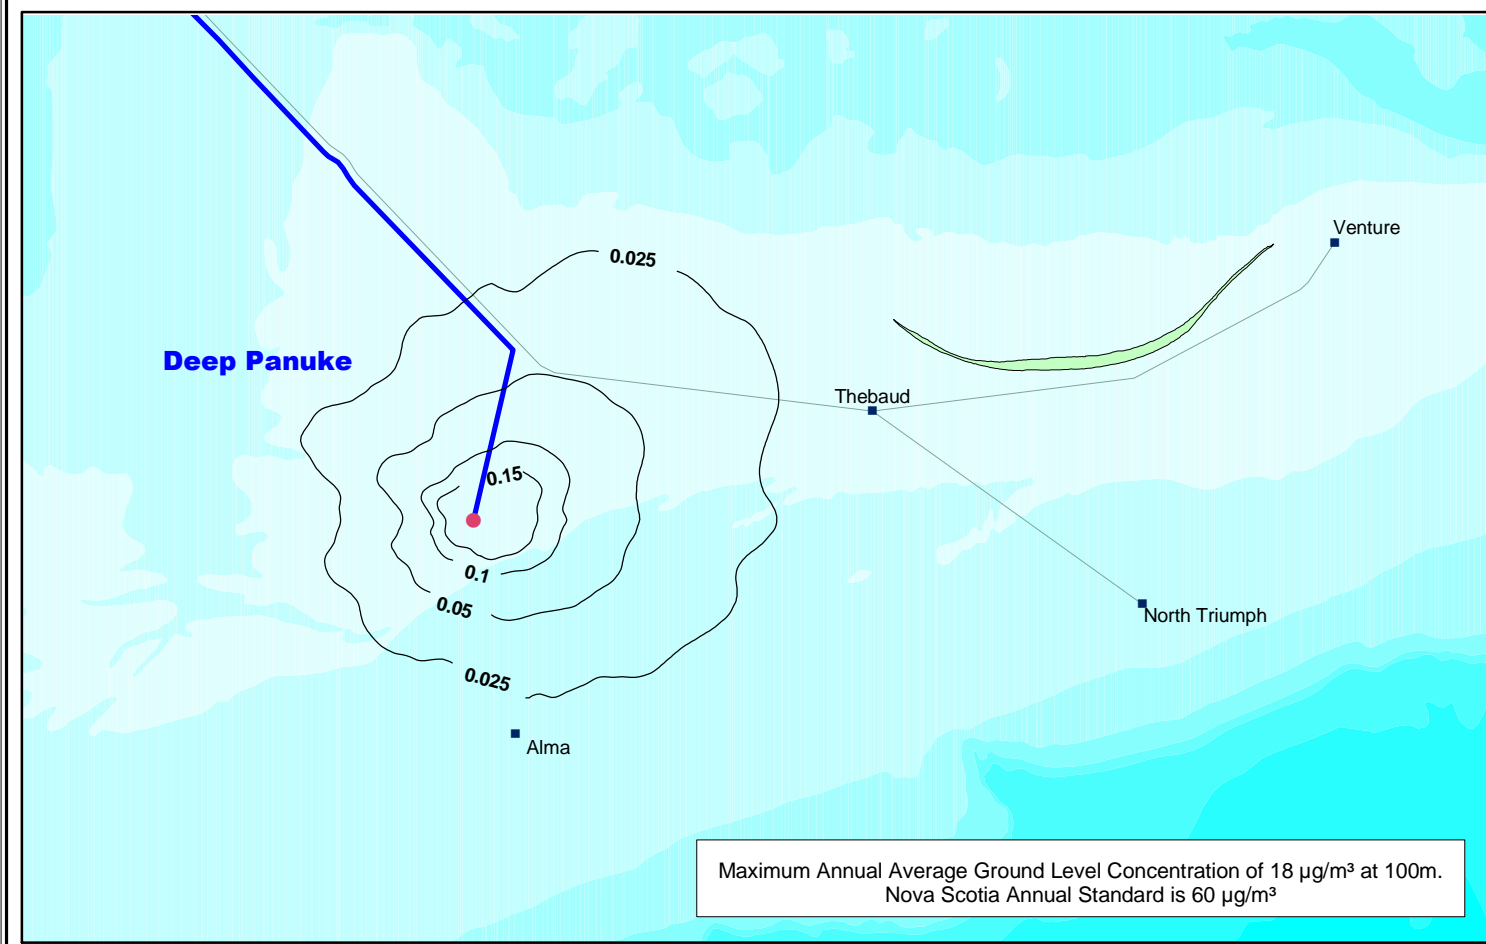 Venture
0.025
Deep Panuke
Thebaud
0.15
0.1
0.05
North Triumph
0.025
Alma
Maximum Annual Average Ground Level Concentration of 18 µg/m³ at 100m.
Nova Scotia Annual Standard is 60 µg/m³